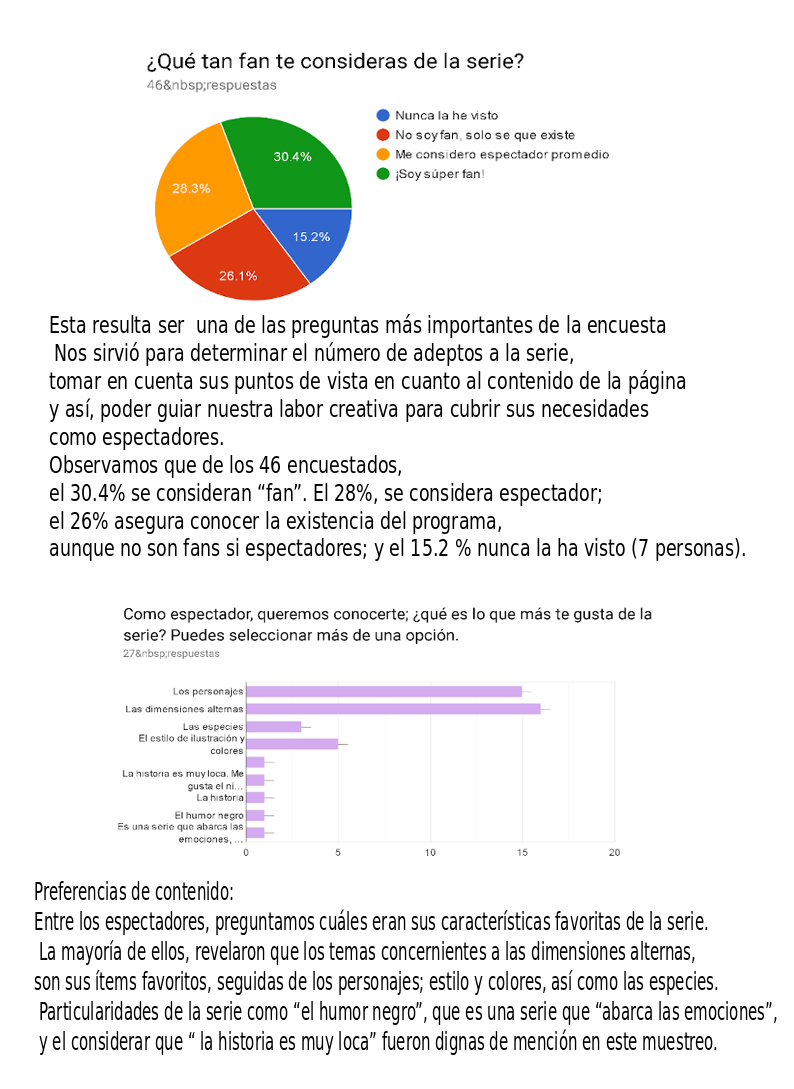 ¿Qué tan fan te consideras de la serie?
46&nbsp;respuestas
Nunca la he visto
No soy fan, solo se que existe
Me considero espectador promedio
¡Soy súper fan!
30.4%
28.3%
15.2%
26.1%
Esta resulta ser  una de las preguntas más importantes de la encuesta
Nos sirvió para determinar el número de adeptos a la serie,
tomar en cuenta sus puntos de vista en cuanto al contenido de la página
y así, poder guiar nuestra labor creativa para cubrir sus necesidades
como espectadores.
Observamos que de los 46 encuestados,
el 30.4% se consideran “fan”. El 28%, se considera espectador;
el 26% asegura conocer la existencia del programa,
aunque no son fans si espectadores; y el 15.2 % nunca la ha visto (7 personas).
Como espectador, queremos conocerte; ¿qué es lo que más te gusta de la
serie? Puedes seleccionar más de una opción.
27&nbsp;respuestas
Los personajes
Las dimensiones alternas
Las especies
El estilo de ilustración y
colores
La historia es muy loca. Me
gusta el ni...
La historia
El humor negro
Es una serie que abarca las
emociones, ...
0 5 10 15 20
Preferencias de contenido:
Entre los espectadores, preguntamos cuáles eran sus características favoritas de la serie.
La mayoría de ellos, revelaron que los temas concernientes a las dimensiones alternas,
son sus ítems favoritos, seguidas de los personajes; estilo y colores, así como las especies.
Particularidades de la serie como “el humor negro”, que es una serie que “abarca las emociones”,
y el considerar que “ la historia es muy loca” fueron dignas de mención en este muestreo.